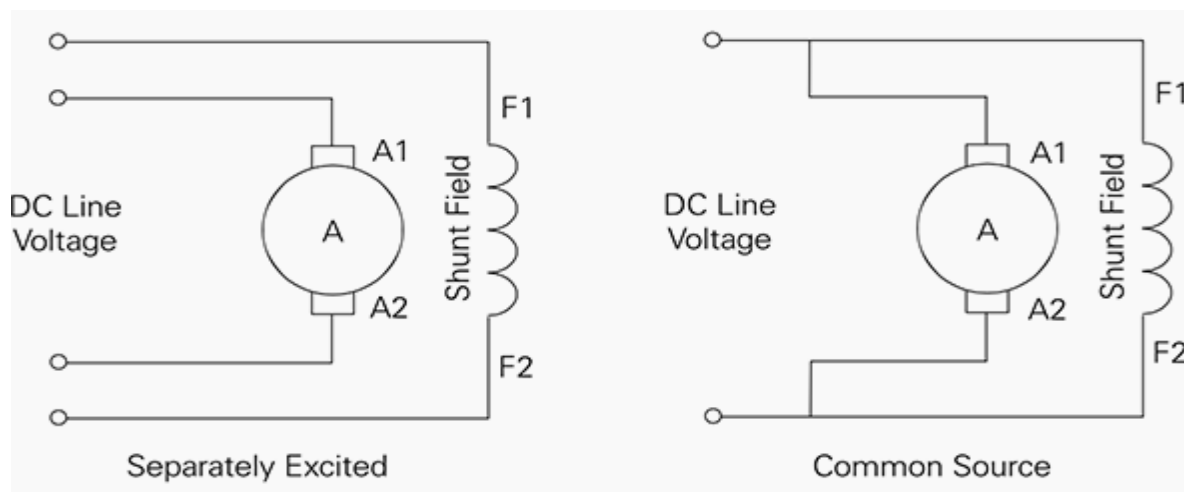 F1
A1
DC Line
Voltage
A
Shunt Field
A2
F2
Separately Excited
F1
A1
DC Line
Voltage
A
Shunt Field
A2
F2
Common Source